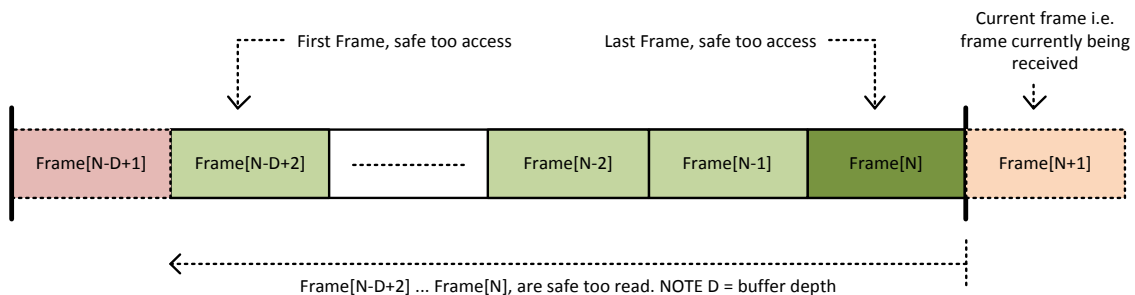 Current frame i.e.
frame currently being
received
First Frame, safe too access
Last Frame, safe too access
Frame[N-D+1]
Frame[N-D+2]
Frame[N-2]
Frame[N-1]
Frame[N]
Frame[N+1]
Frame[N-D+2] ... Frame[N], are safe too read. NOTE D = buffer depth